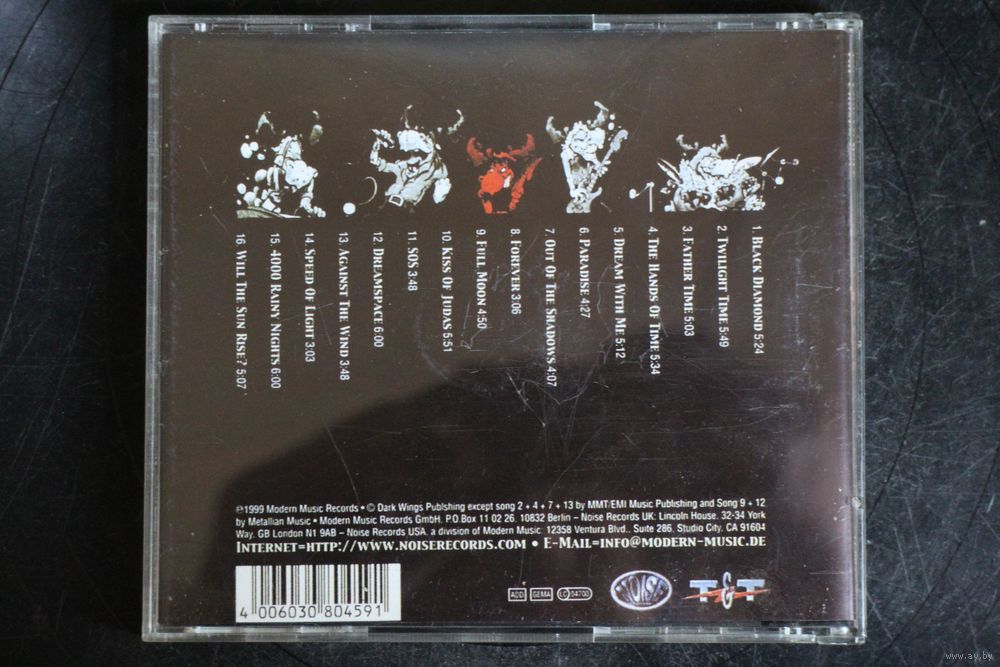 1. BLACK DIAMOND 5:24
2. TWILIGHT TIME 5:49
3. FATHER TIME 5:03
4. THE HANDS OF TIME 5:34
5. DREAM WITH ME 5:12
6. PARADISE 4:27
7. OUT OF THE SHADOWS 4:07
8. FOREVER 3:06
9. FULL MOON 4:50
10. KISS OF JUDAS 5:51
11. SOS 3:48
12. DREAMSPACE 6:00
13. AGAINST THE WIND 3:48
14. SPEED OF LIGHT 3:03
15. 4000 RAINY NIGHTS 6:00
16. WILL THE SUN RISE? 5:07
℗1999 Modern Music Records • © Dark Wings Publishing except song 2 + 4 + 7 + 13 by MMT/EMI Music Publishing and Song 9 + 12
by Metallian Music • Modern Music Records GmbH. P.O.Box 11 02 26. 10832 Berlin – Noise Records UK: Lincoln House. 32-34 York
Way, GB London N1 9AB – Noise Records USA. a division of Modern Music: 12358 Ventura Blvd.. Suite 286. Studio City. CA 91604
INTERNET=HTTP://WWW.NOISERECORDS.COM • E-MAIL=INFO@MODERN-MUSIC.DE
4 006030 804591
ADD GEMA LC 04700
NOISE
T&T
www.ay.by